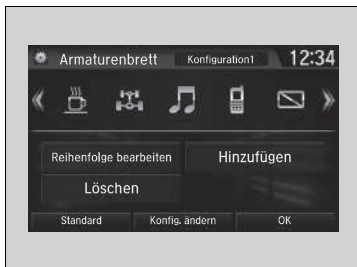 Armaturenbrett Konfiguration1 12:34
Reihenfolge bearbeiten Hinzufügen
Löschen
Standard Konfig. ändern OK